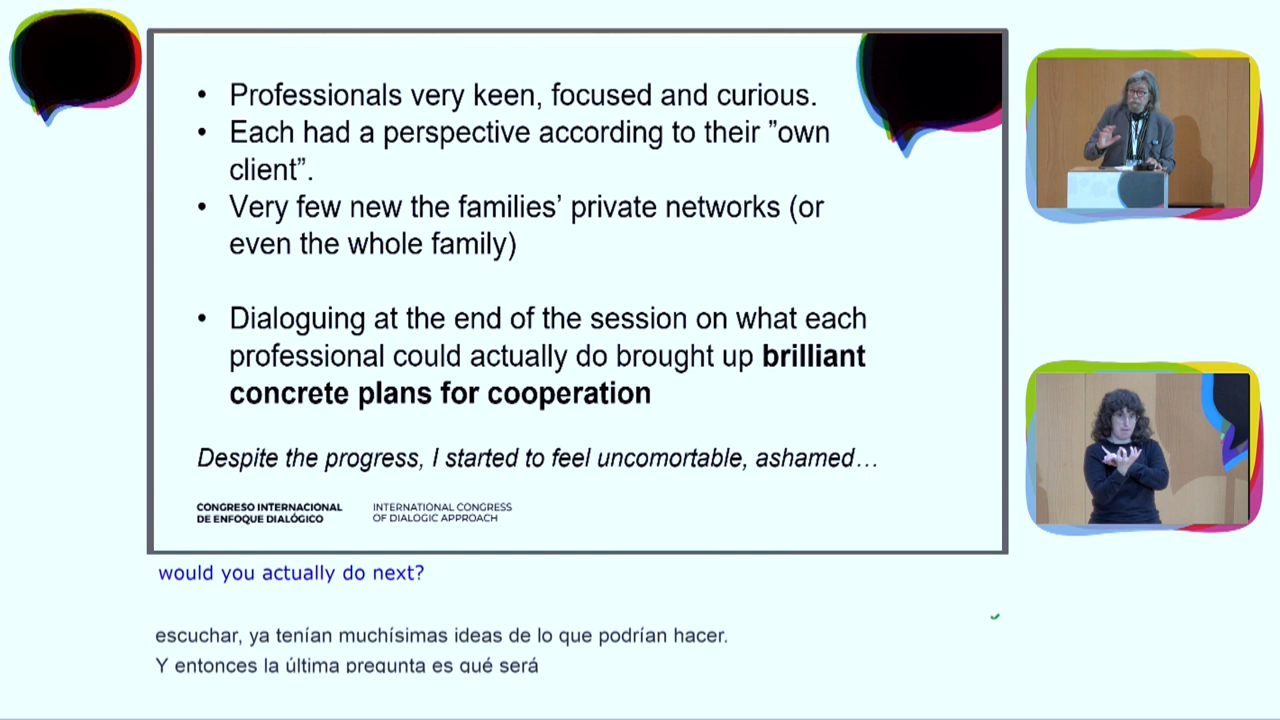 • Professionals very keen, focused and curious.
• Each had a perspective according to their ”own
client”.
• Very few new the families’ private networks (or
even the whole family)
• Dialoguing at the end of the session on what each
professional could actually do brought up brilliant
concrete plans for cooperation
Despite the progress, I started to feel uncomortable, ashamed…
CONGRESO INTERNACIONAL
DE ENFOQUE DIALÓGICO
INTERNATIONAL CONGRESS
OF DIALOGIC APPROACH
would you actually do next?
escuchar, ya tenían muchísimas ideas de lo que podrían hacer.
Y entonces la última pregunta es qué será